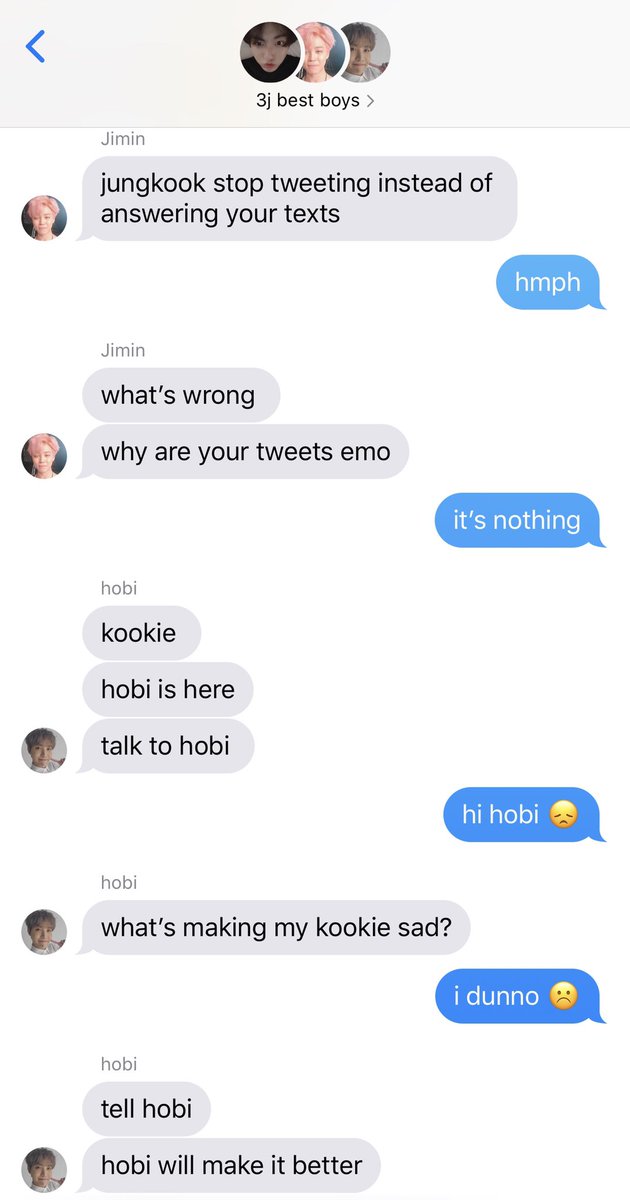 3j best boys
Jimin
jungkook stop tweeting instead of
answering your texts
hmph
Jimin
what's wrong
why are your tweets emo
it's nothing
hobi
kookie
hobi is here
talk to hobi
hi hobi 😞
hobi
what's making my kookie sad?
i dunno ☹️
hobi
tell hobi
hobi will make it better